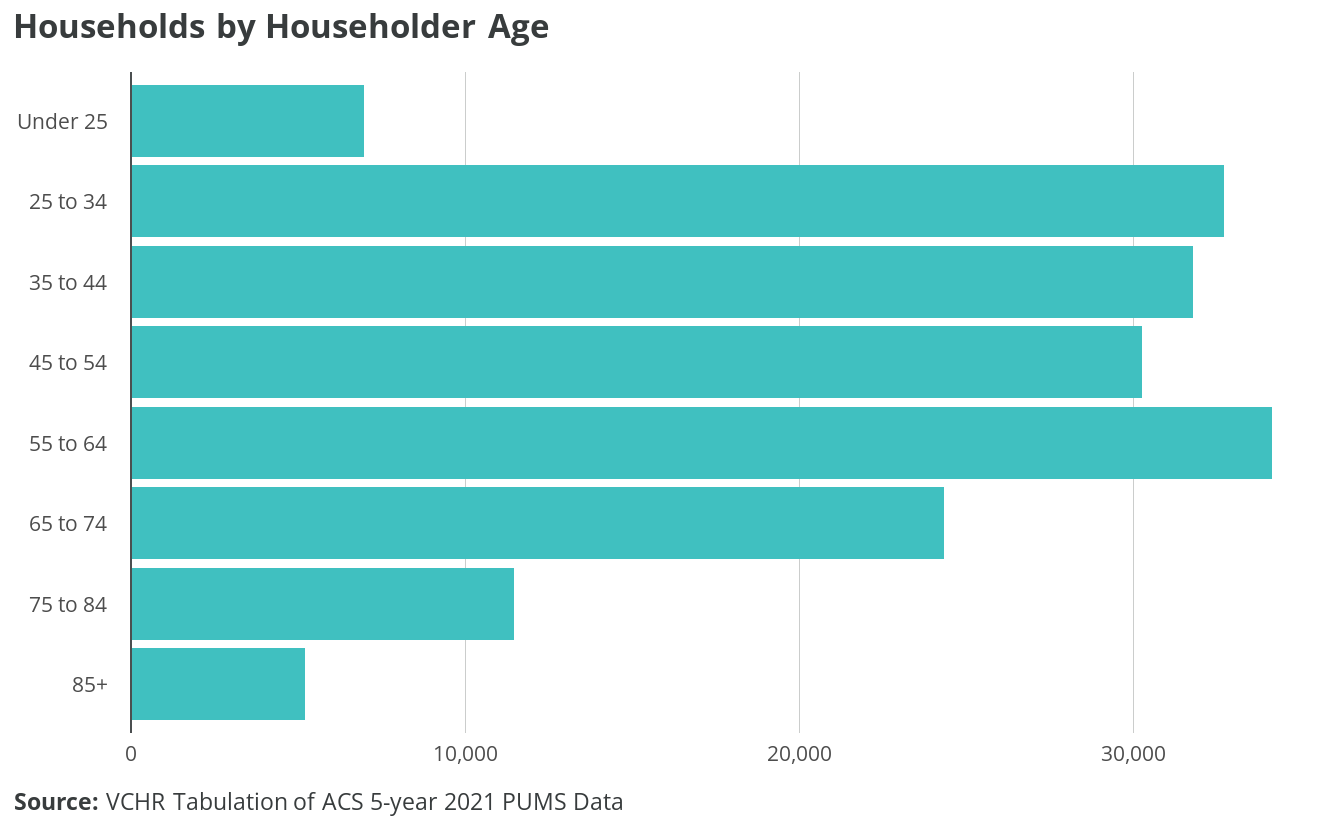 Households by Householder Age
Under 25
25 to 34
35 to 44
45 to 54
55 to 64
65 to 74
75 to 84
85+
0 10,000 20,000 30,000
Source: VCHR Tabulation of ACS 5-year 2021 PUMS Data